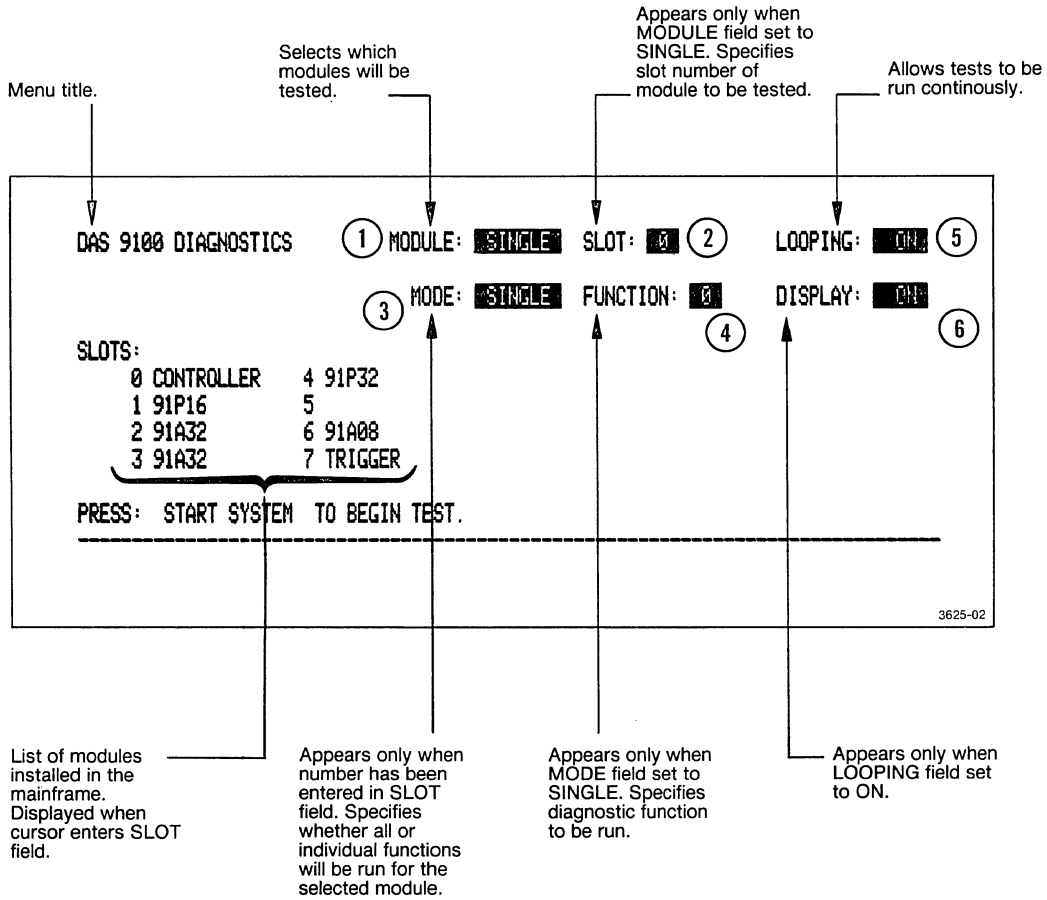 Menu title.
Selects which
modules will be
tested.
Appears only when
MODULE field set to
SINGLE. Specifies
slot number of
module to be tested.
Allows tests to be
run continously.
DAS 9100 DIAGNOSTICS
1 MODULE: SINGLE SLOT: 0 2 LOOPING: ON 5
3 MODE: SINGLE FUNCTION: 0 4 DISPLAY: ON 6
SLOTS:
0 CONTROLLER 4 91P32
1 91P16 5
2 91A32 6 91A08
3 91A32 7 TRIGGER
PRESS: START SYSTEM TO BEGIN TEST.
3625-02
List of modules
installed in the
mainframe.
Displayed when
cursor enters SLOT
field.
Appears only when
number has been
entered in SLOT
field. Specifies
whether all or
individual functions
will be run for the
selected module.
Appears only when
MODE field set to
SINGLE. Specifies
diagnostic function
to be run.
Appears only when
LOOPING field set
to ON.